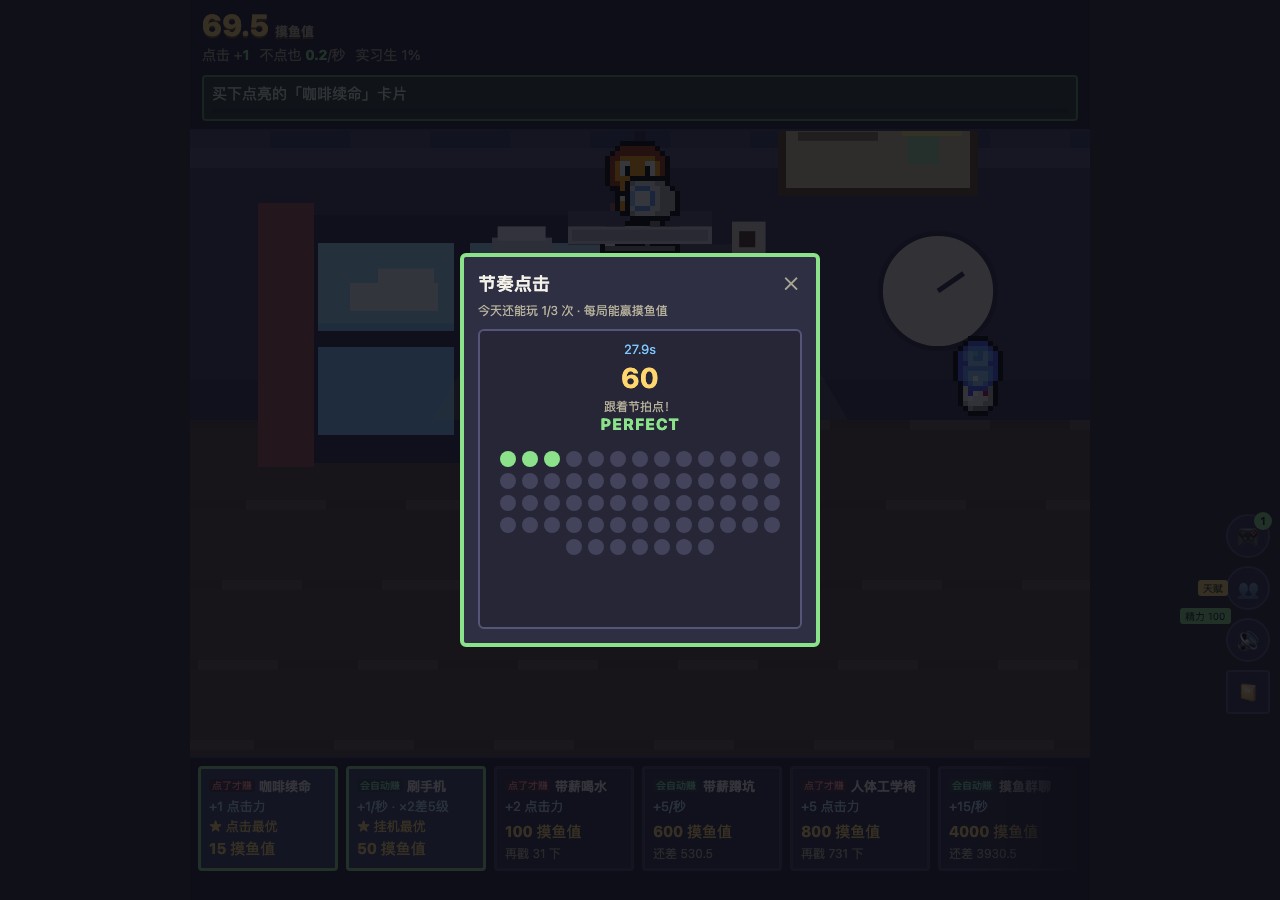 69.5 摸鱼值
点击 +1 不点也 0.2/秒 实习生 1%
买下点亮的「咖啡续命」卡片
节奏点击
今天还能玩 1/3 次 · 每局能赢摸鱼值
27.9s
60
跟着节拍点!
PERFECT
1
天赋
精力 100
点了才赚 咖啡续命
+1 点击力
★ 点击最优
15 摸鱼值
会自动赚 刷手机
+1/秒 · ×2差5级
★ 挂机最优
50 摸鱼值
点了才赚 带薪喝水
+2 点击力
100 摸鱼值
再戳 31 下
会自动赚 带薪蹲坑
+5/秒
600 摸鱼值
还差 530.5
点了才赚 人体工学椅
+5 点击力
800 摸鱼值
再戳 731 下
会自动赚 摸鱼群聊
+15/秒
4000 摸鱼值
还差 3930.5